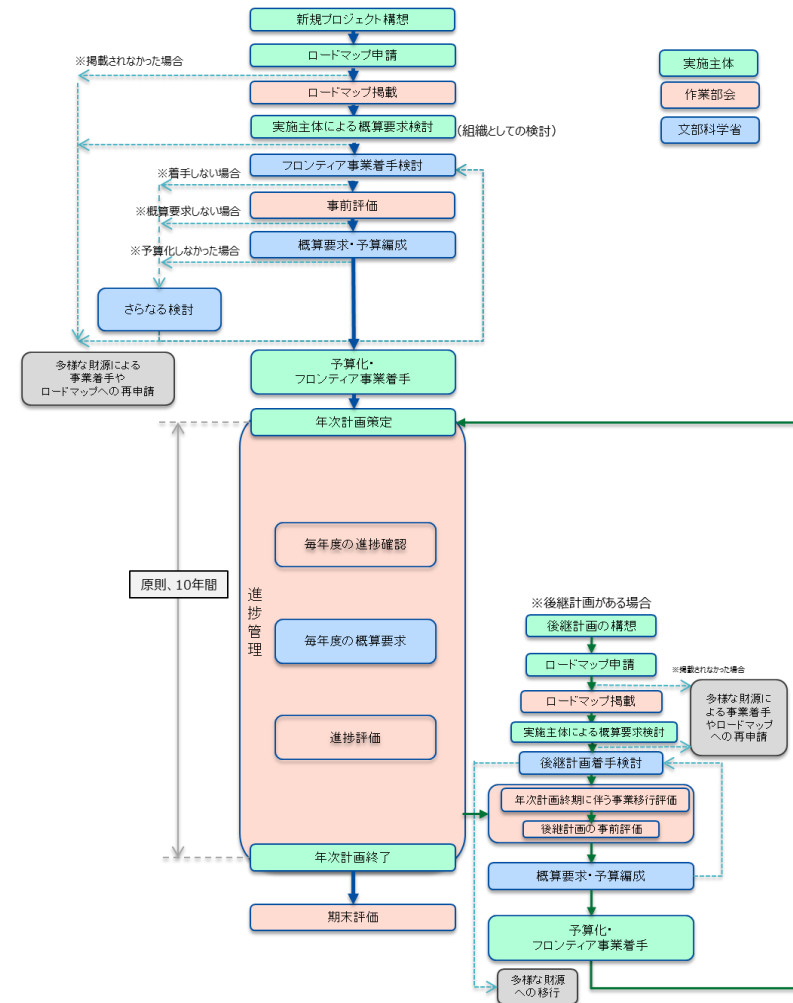 新規プロジェクト構想
ロードマップ申請
※掲載されなかった場合
ロードマップ掲載
実施主体による概算要求検討
(組織としての検討)
フロンティア事業着手検討
※着手しない場合
事前評価
※概算要求しない場合
概算要求・予算編成
※予算化しなかった場合
さらなる検討
多様な財源による
事業着手や
ロードマップへの再申請
予算化・
フロンティア事業着手
実施主体
作業部会
文部科学省
年次計画策定
原則、10年間
進捗管理
毎年度の進捗確認
毎年度の概算要求
進捗評価
年次計画終了
期末評価
※後継計画がある場合
後継計画の構想
ロードマップ申請
※掲載されなかった場合
ロードマップ掲載
多様な財源に
よる事業着手
やロードマップ
への再申請
実施主体による概算要求検討
後継計画着手検討
年次計画終期に伴う事業移行評価
後継計画の事前評価
概算要求・予算編成
予算化・
フロンティア事業着手
多様な財源
への移行